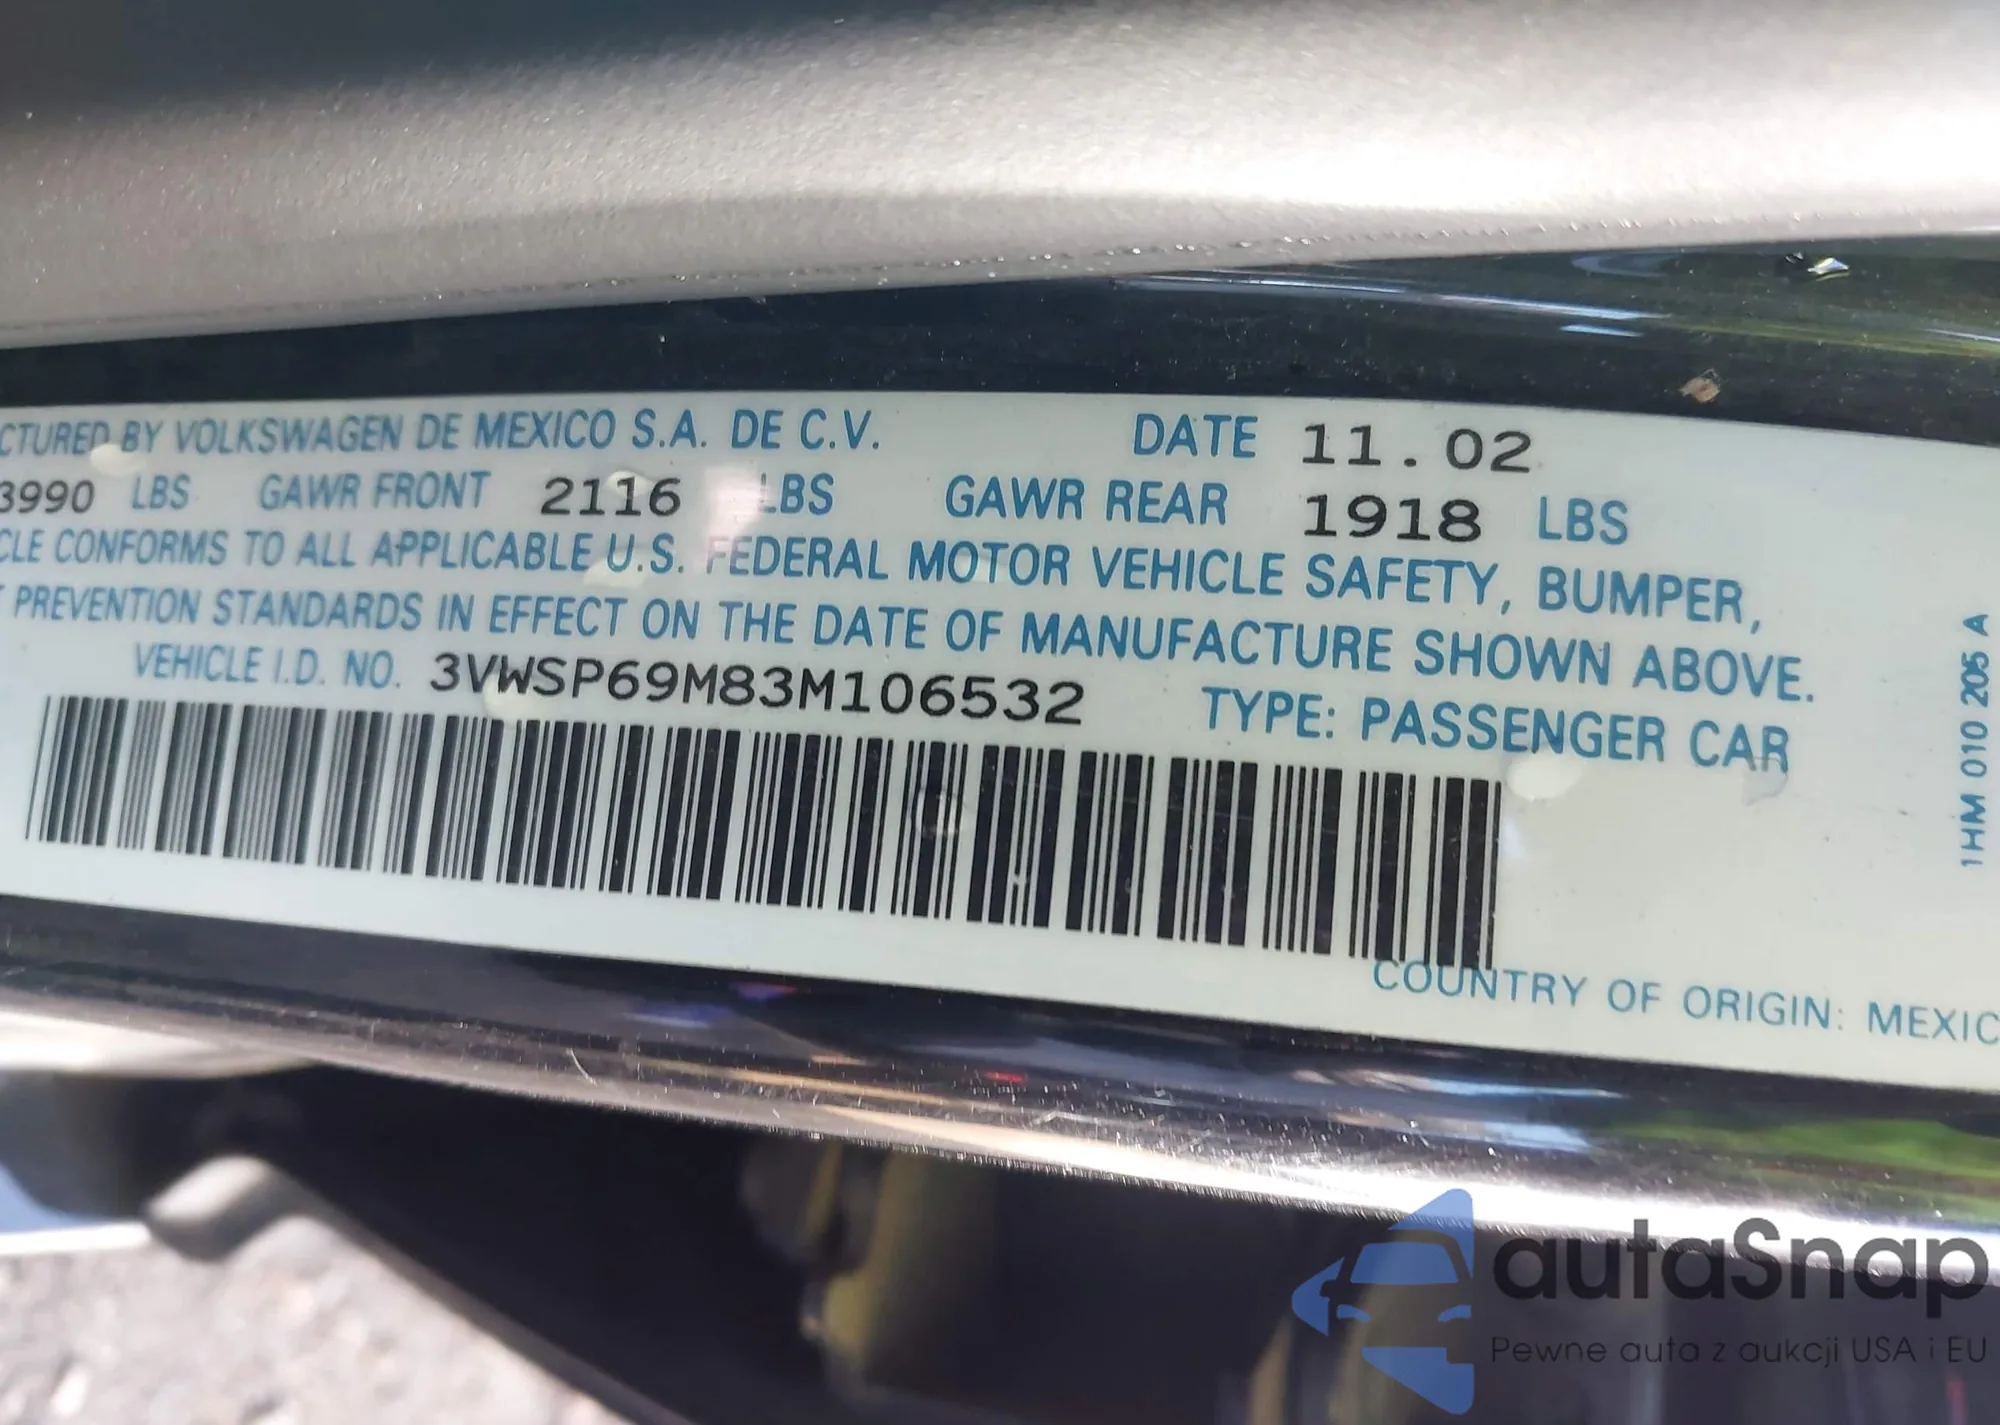 CTURED BY VOLKSWAGEN DE MEXICO S.A. DE C.V. DATE 11.02
3990 LBS GAWR FRONT 2116 LBS GAWR REAR 1918 LBS
CLE CONFORMS TO ALL APPLICABLE U.S. FEDERAL MOTOR VEHICLE SAFETY, BUMPER,
T PREVENTION STANDARDS IN EFFECT ON THE DATE OF MANUFACTURE SHOWN ABOVE.
VEHICLE I.D. NO. 3VWSP69M83M106532 TYPE: PASSENGER CAR
COUNTRY OF ORIGIN: MEXIC
1HM 010 205 A
autaSnap
Pewne auta z aukcji USA i EU